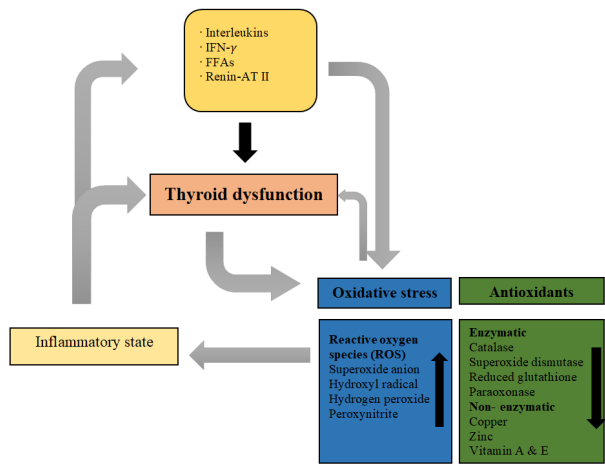 · Interleukins
· IFN-γ
· FFAs
· Renin-AT II
Thyroid dysfunction
Oxidative stress
Antioxidants
Inflammatory state
Reactive oxygen
species (ROS)
Superoxide anion
Hydroxyl radical
Hydrogen peroxide
Peroxynitrite
Enzymatic
Catalase
Superoxide dismutase
Reduced glutathione
Paraoxonase
Non- enzymatic
Copper
Zinc
Vitamin A & E